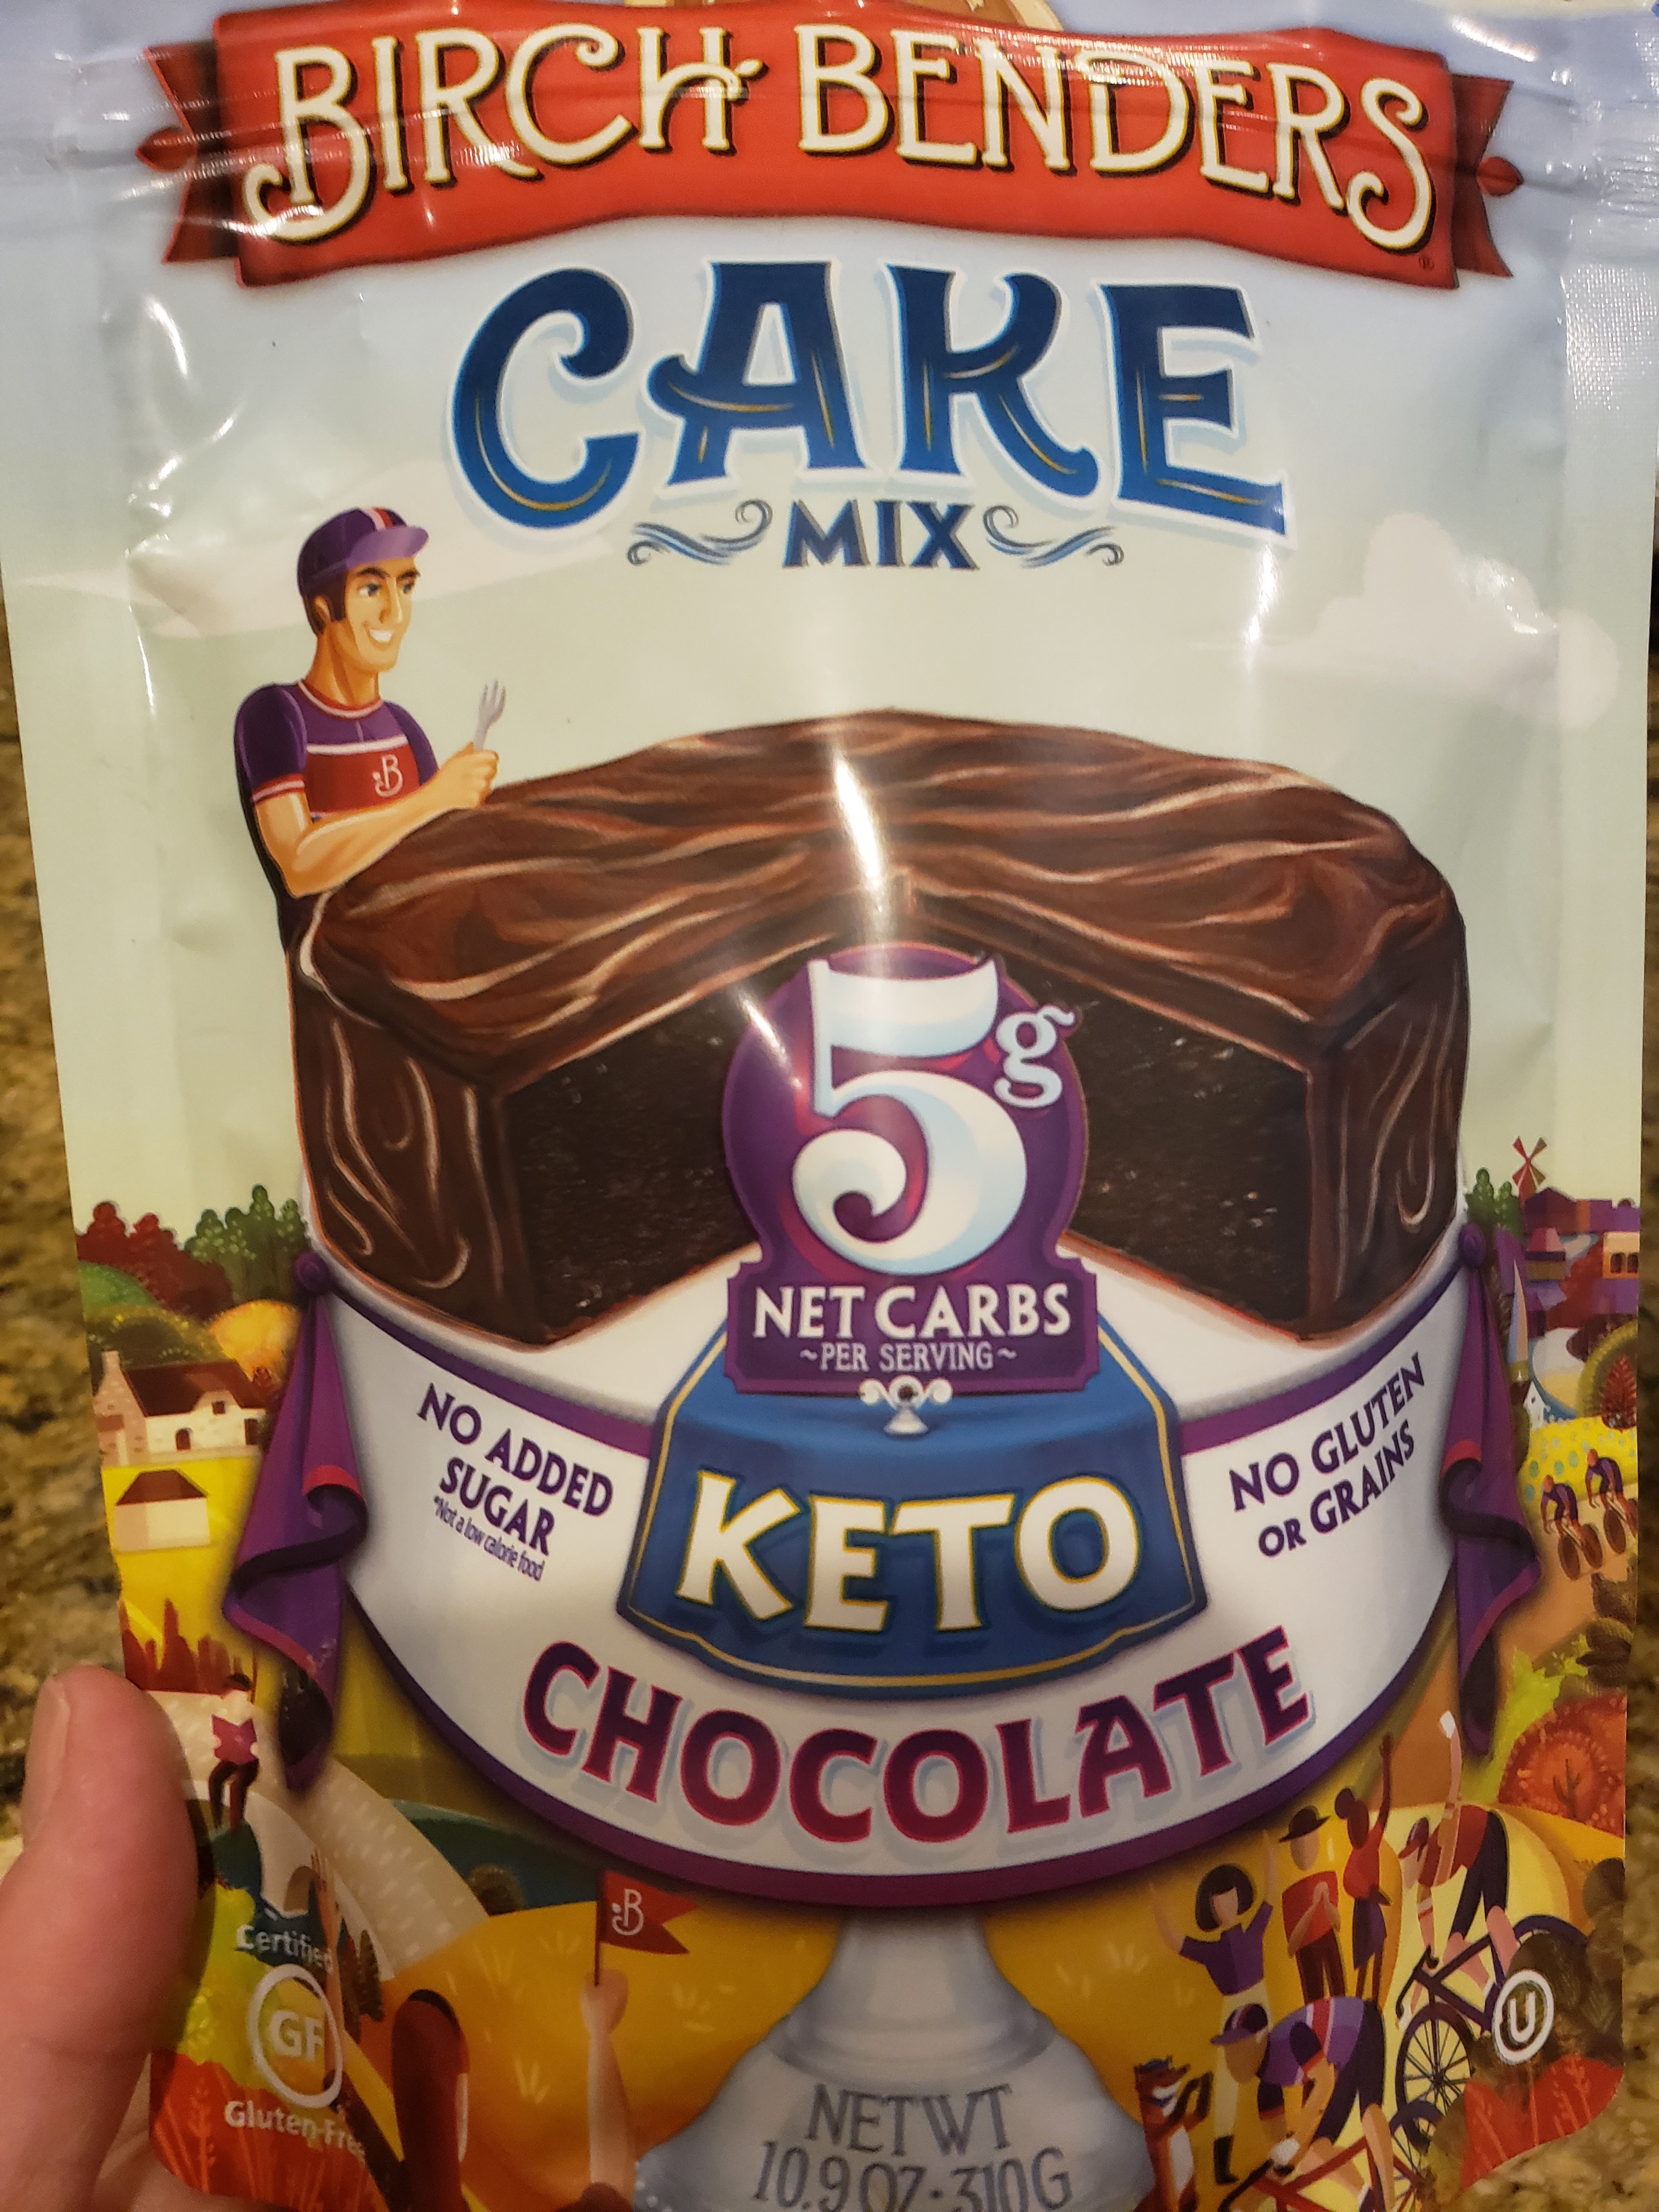 BIRCH BENDERS
®
CAKE
MIX
B
5g
NET CARBS
~PER SERVING~
NO ADDED
SUGAR
*Not a low calorie food
NO GLUTEN
OR GRAINS
KETO
CHOCOLATE
B
Certified
GF
Gluten-Free
U
NET WT
10.9 OZ · 310G